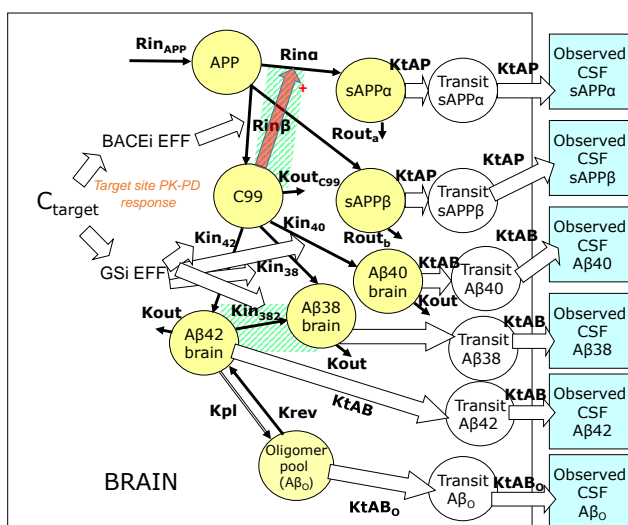 Rin_APP
APP
Rinα
KtAP
KtAP
sAPPα
Transit
sAPPα
Observed
CSF
sAPPα
+
BACEi EFF
Rinβ
Rout_a
Kout_C99
KtAP
KtAP
Target site PK-PD
response
C_target
C99
sAPPβ
Transit
sAPPβ
Observed
CSF
sAPPβ
Kin_42
Kin_40
Rout_b
KtAB
KtAB
GSi EFF
Kin_38
Aβ40
brain
Transit
Aβ40
Observed
CSF
Aβ40
Kout
Kin_382
Aβ38
brain
Kout
KtAB
Aβ42
brain
Kout
Transit
Aβ38
Observed
CSF
Aβ38
KtAB
KtAB
Transit
Aβ42
Observed
CSF
Aβ42
Kpl
Krev
Oligomer
pool
(Aβ_O)
KtAB_O
KtAB_O
Transit
Aβ_O
Observed
CSF
Aβ_O
BRAIN